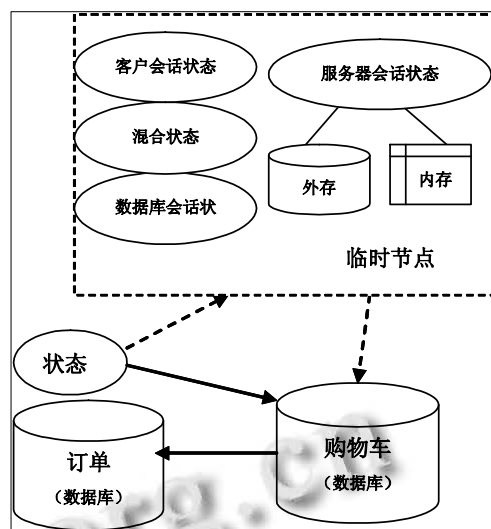 客户会话状态
服务器会话状态
混合状态
外存
内存
数据库会话状
临时节点
状态
订单
（数据库）
购物车
（数据库）
org.cn